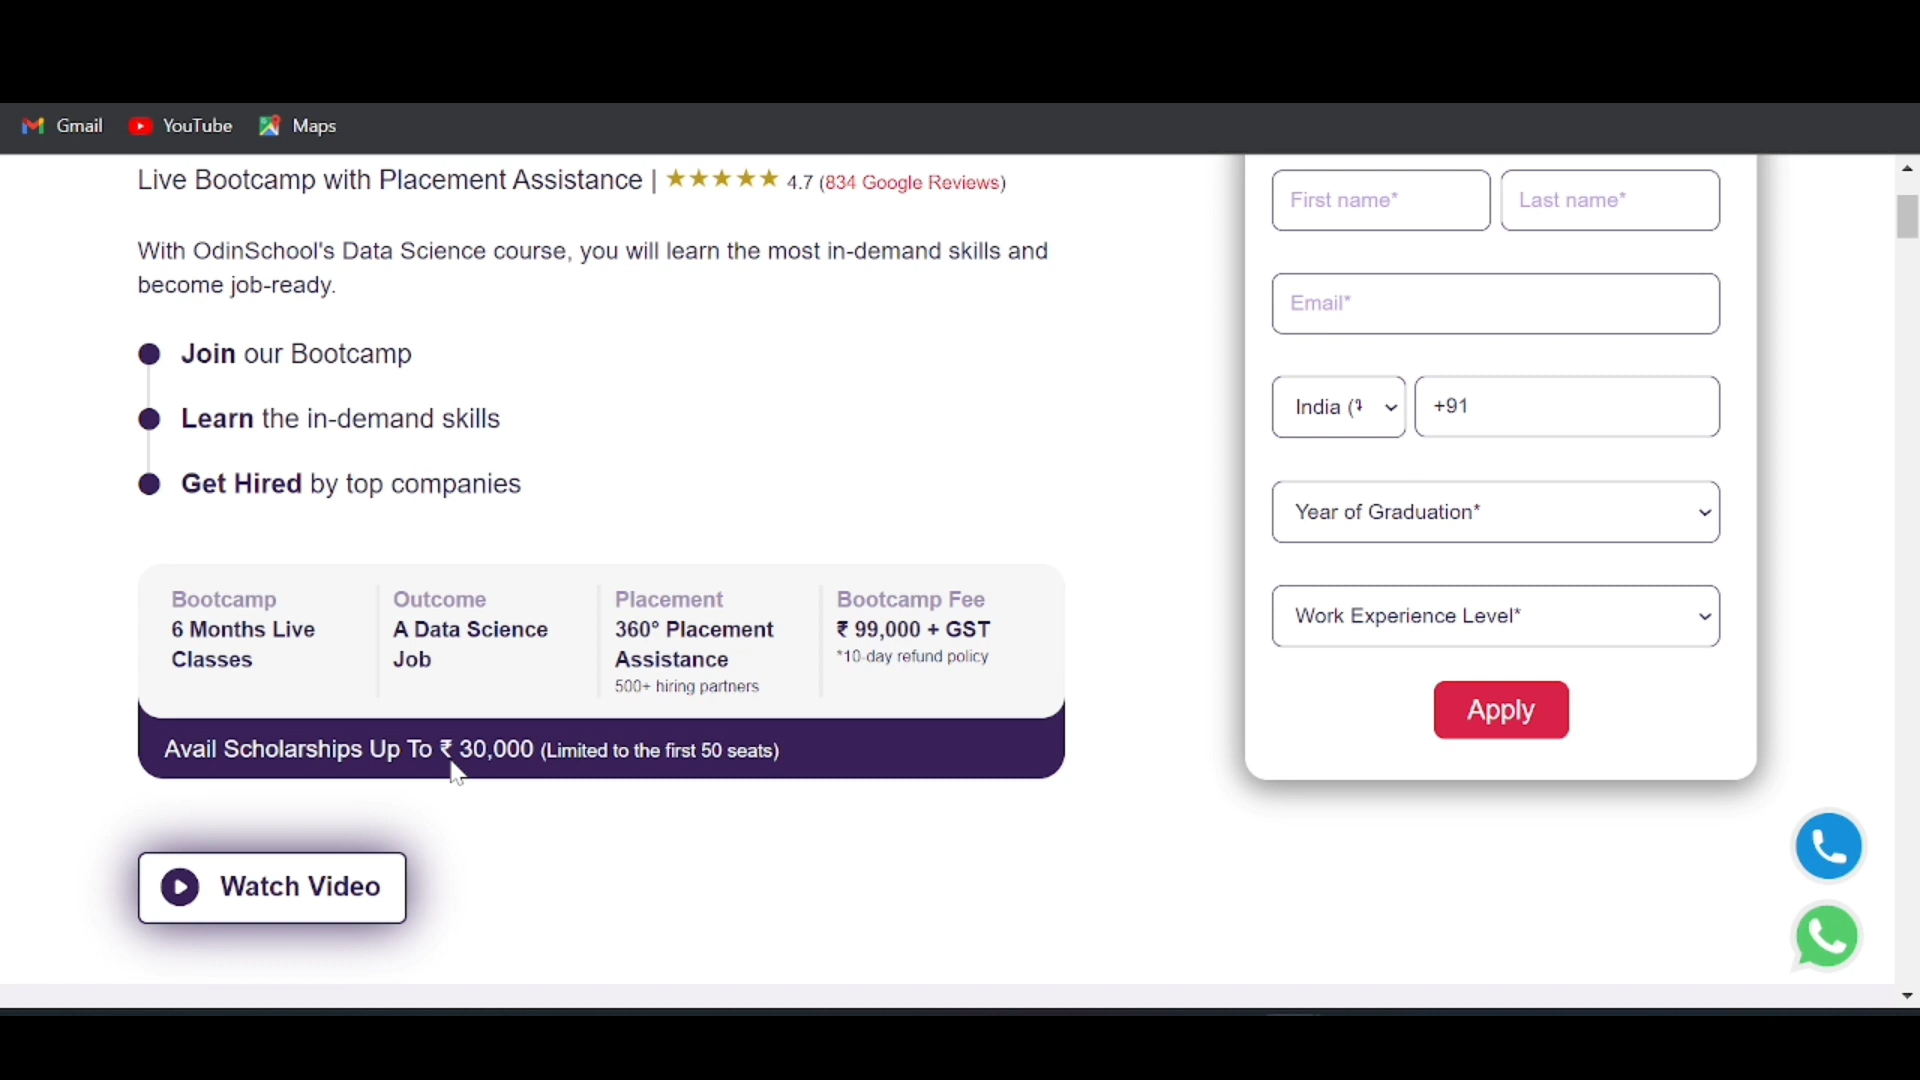 Gmail YouTube Maps
Live Bootcamp with Placement Assistance | ★★★★★ 4.7 (834 Google Reviews)
With OdinSchool's Data Science course, you will learn the most in-demand skills and
become job-ready.
Join our Bootcamp
Learn the in-demand skills
Get Hired by top companies
Bootcamp
6 Months Live
Classes
Outcome
A Data Science
Job
Placement
360° Placement
Assistance
500+ hiring partners
Bootcamp Fee
₹ 99,000 + GST
*10-day refund policy
Avail Scholarships Up To ₹ 30,000 (Limited to the first 50 seats)
Watch Video
First name* Last name*
Email*
India ( +91
Year of Graduation*
Work Experience Level*
Apply